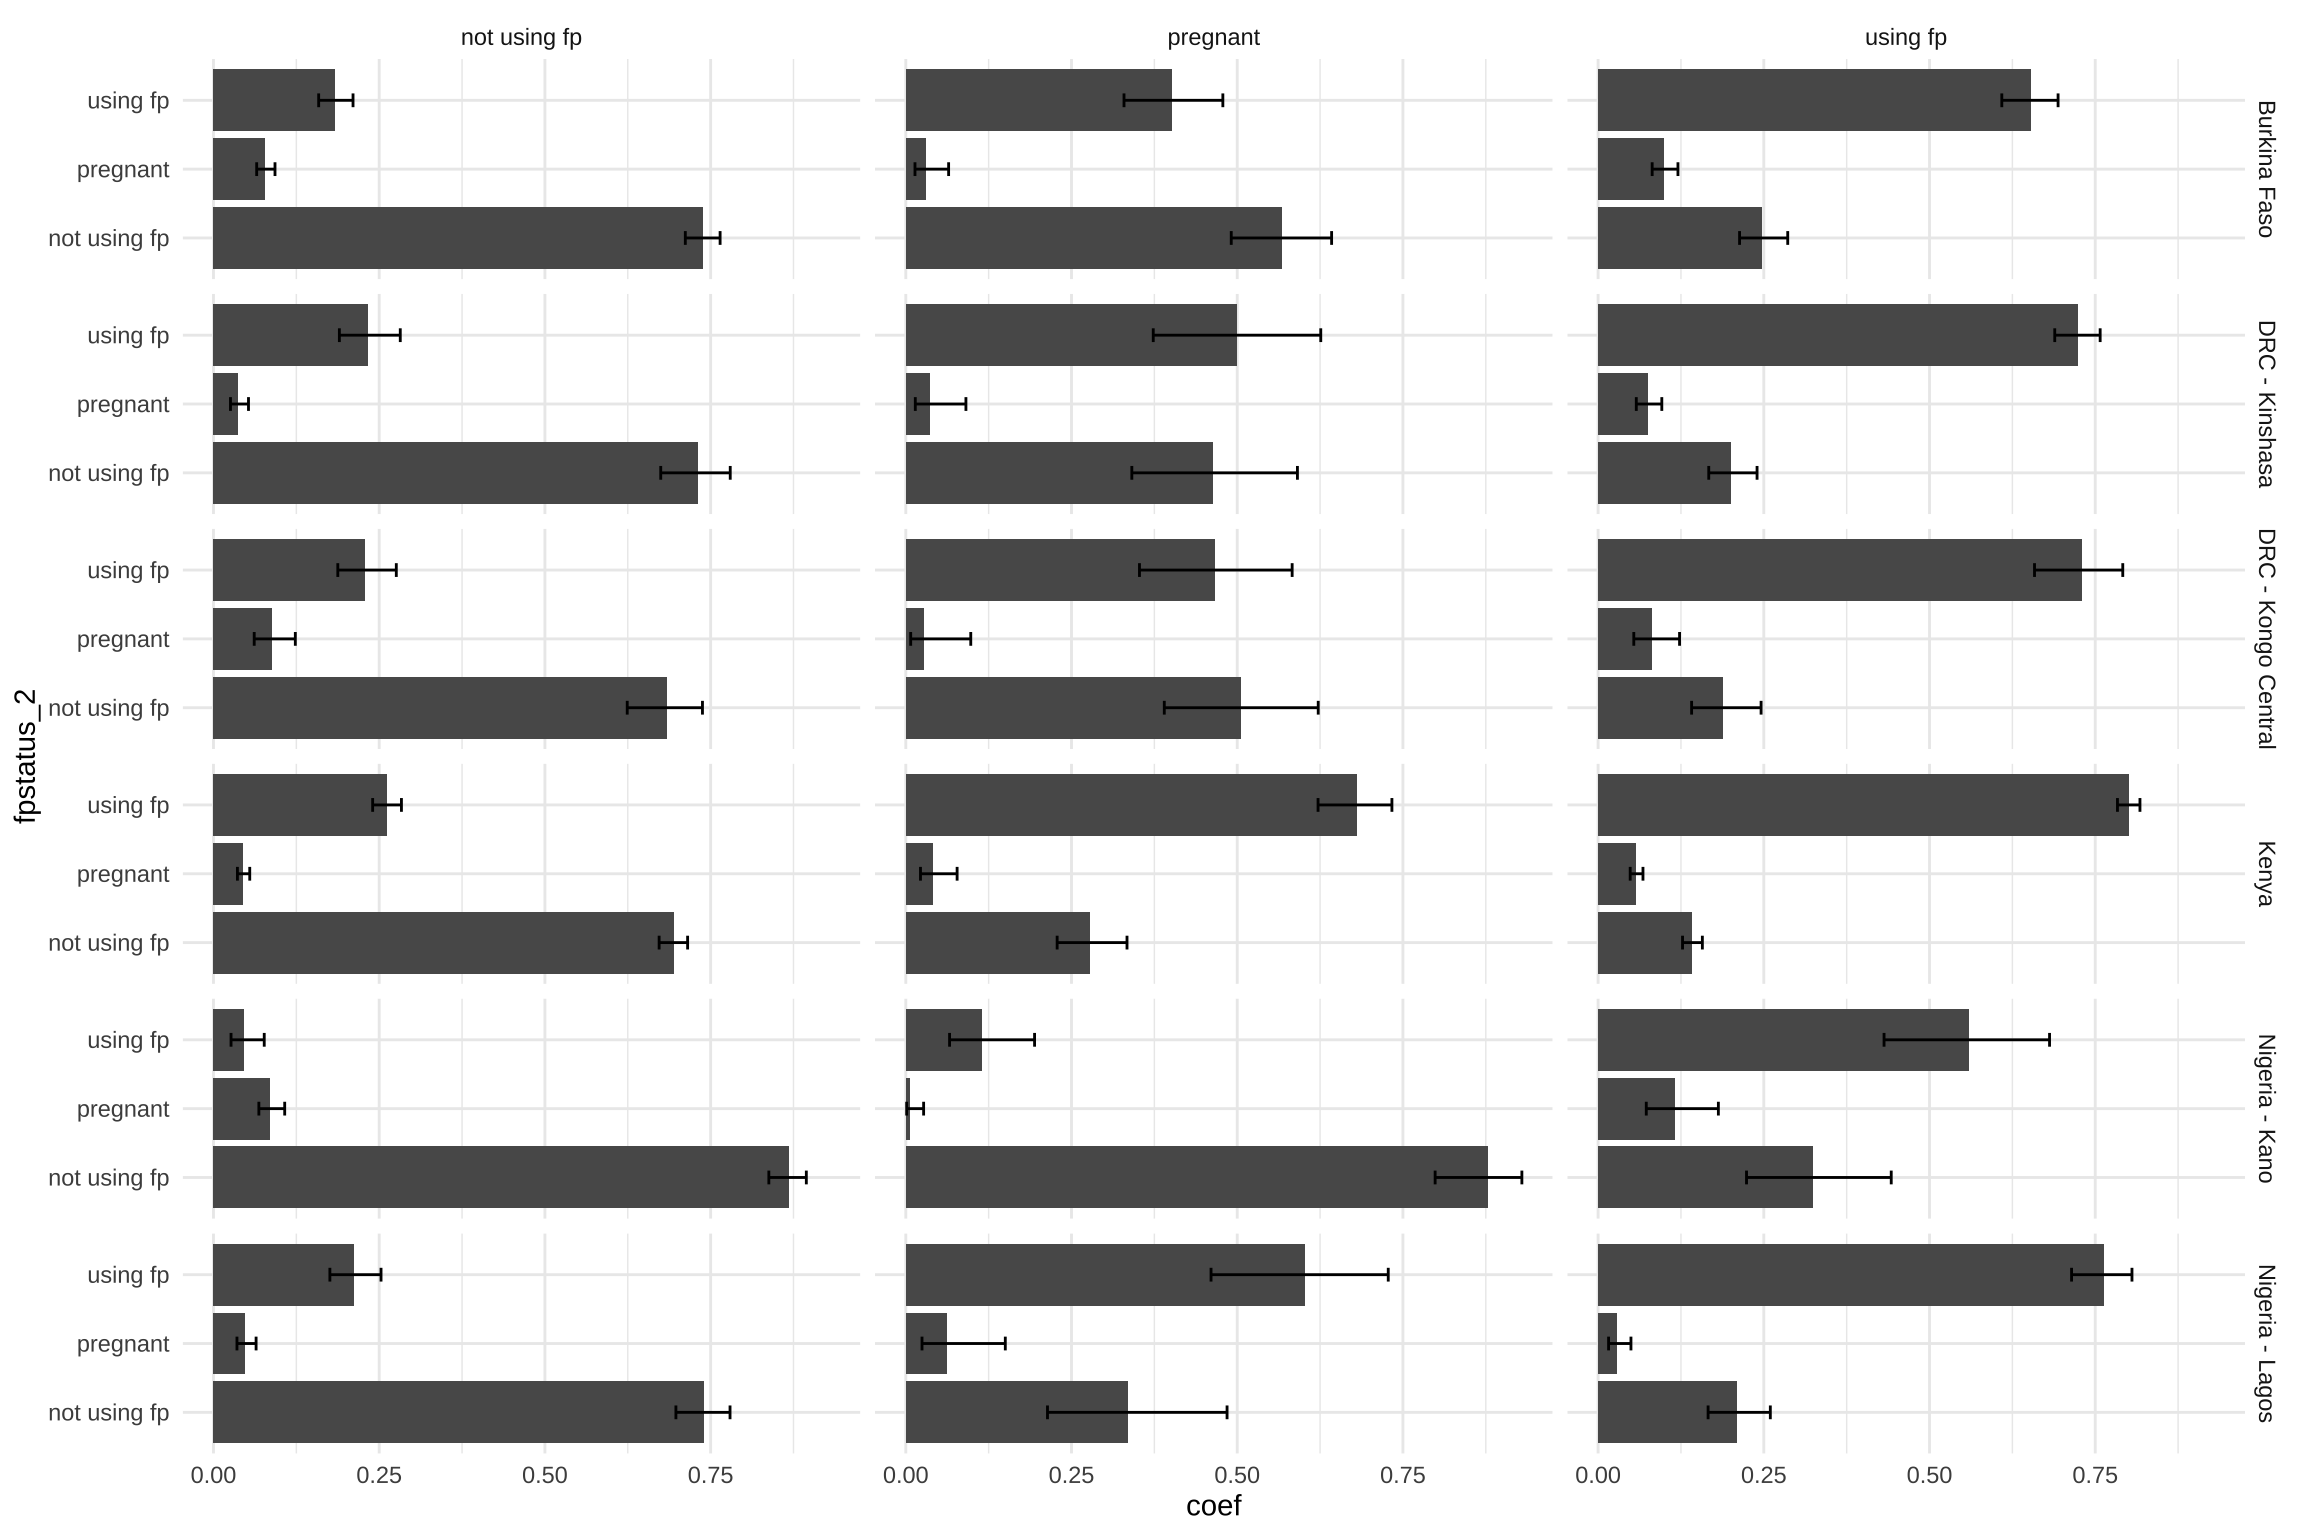 not using fp
pregnant
using fp
using fp
pregnant
not using fp
Burkina Faso
using fp
pregnant
not using fp
DRC - Kinshasa
using fp
pregnant
not using fp
DRC - Kongo Central
using fp
pregnant
not using fp
Kenya
using fp
pregnant
not using fp
Nigeria - Kano
using fp
pregnant
not using fp
Nigeria - Lagos
fpstatus_2
0.00 0.25 0.50 0.75
0.00 0.25 0.50 0.75
0.00 0.25 0.50 0.75
coef